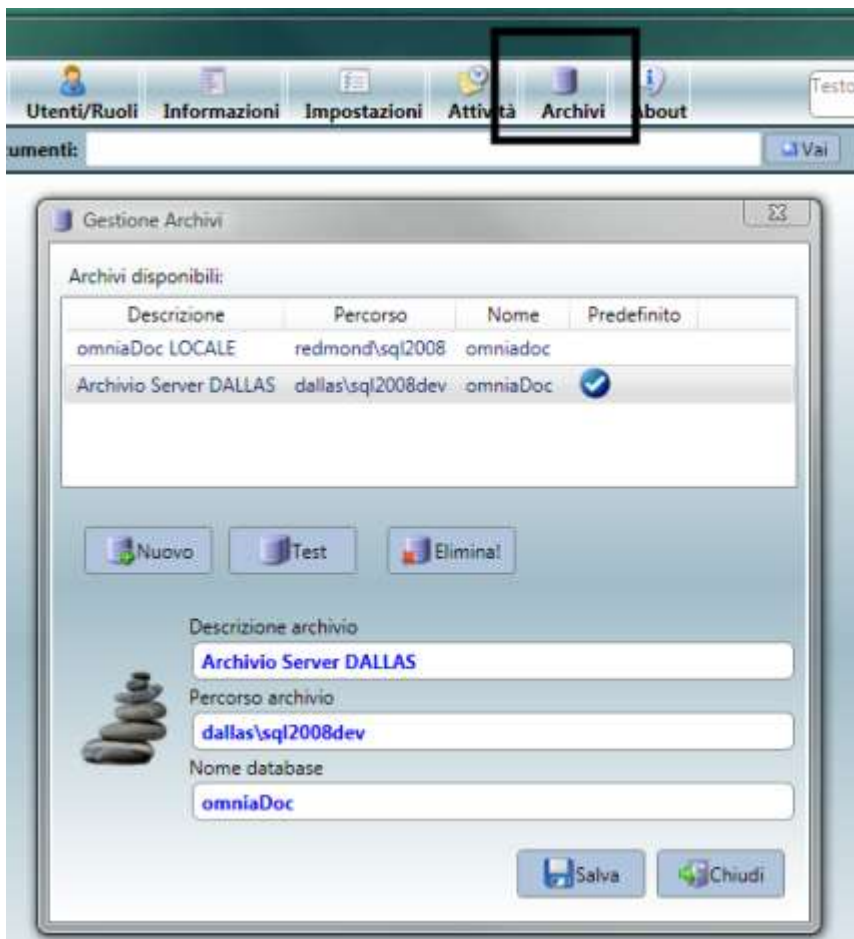 Testo
Utenti/Ruoli Informazioni Impostazioni Attività Archivi About
umenti: Vai
Gestione Archivi
Archivi disponibili:
Descrizione Percorso Nome Predefinito
omniaDoc LOCALE redmond\sql2008 omniadoc
Archivio Server DALLAS dallas\sql2008dev omniaDoc
Nuovo Test Elimina!
Descrizione archivio
Archivio Server DALLAS
Percorso archivio
dallas\sql2008dev
Nome database
omniaDoc
Salva Chiudi